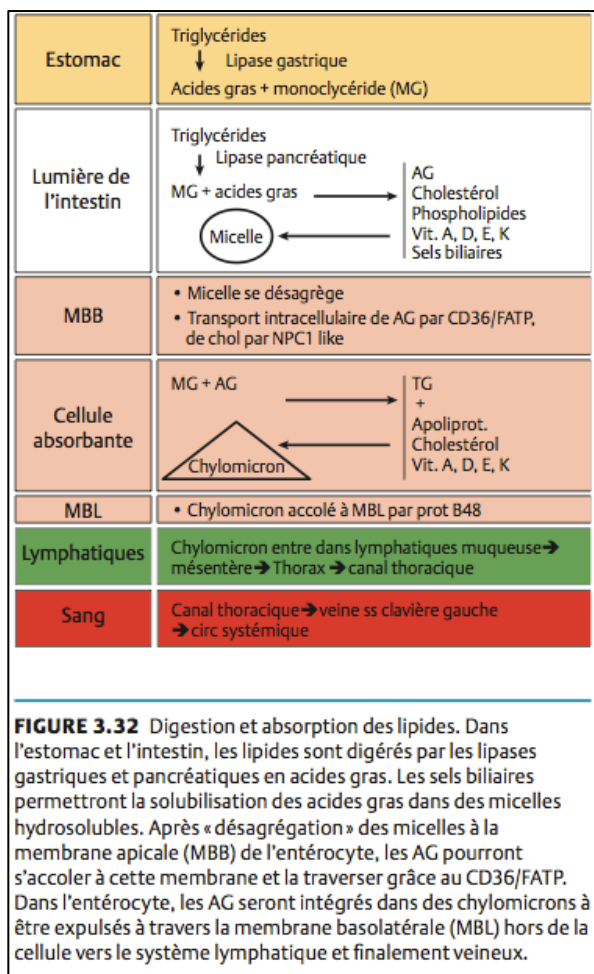 Estomac
Triglycérides
↓ Lipase gastrique
Acides gras + monoclycéride (MG)
Lumière de
l'intestin
Triglycérides
↓ Lipase pancréatique
MG + acides gras
Micelle
AG
Cholestérol
Phospholipides
Vit. A, D, E, K
Sels biliaires
MBB
• Micelle se désagrège
• Transport intracellulaire de AG par CD36/FATP,
de chol par NPC1 like
Cellule
absorbante
MG + AG
Chylomicron
TG
+
Apoliprot.
Cholestérol
Vit. A, D, E, K
MBL
• Chylomicron accolé à MBL par prot B48
Lymphatiques
Chylomicron entre dans lymphatiques muqueuse➔
mésentère➔Thorax➔canal thoracique
Sang
Canal thoracique➔veine ss clavière gauche
➔circ systémique
FIGURE 3.32 Digestion et absorption des lipides. Dans
l'estomac et l'intestin, les lipides sont digérés par les lipases
gastriques et pancréatiques en acides gras. Les sels biliaires
permettront la solubilisation des acides gras dans des micelles
hydrosolubles. Après «désagrégation» des micelles à la
membrane apicale (MBB) de l'entérocyte, les AG pourront
s'accoler à cette membrane et la traverser grâce au CD36/FATP.
Dans l'entérocyte, les AG seront intégrés dans des chylomicrons à
être expulsés à travers la membrane basolatérale (MBL) hors de la
cellule vers le système lymphatique et finalement veineux.